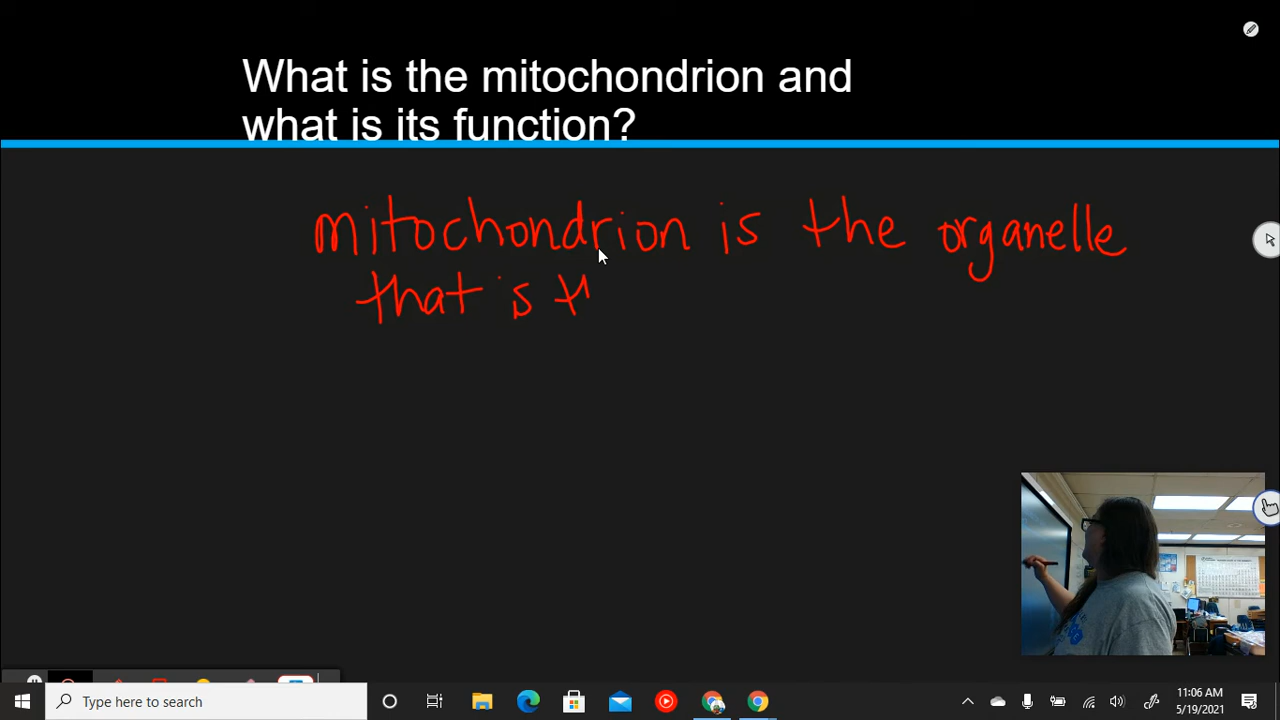 What is the mitochondrion and
what is its function?
mitochondrion is the organelle
that is t
Type here to search
11:06 AM
5/19/2021